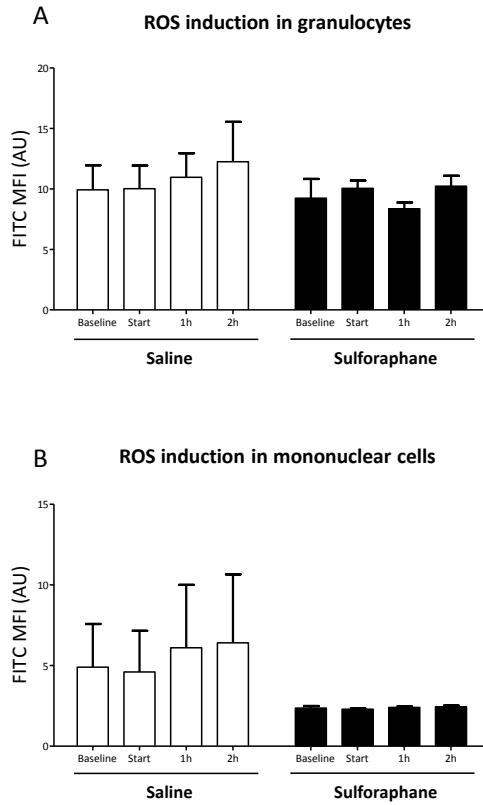 A
ROS induction in granulocytes
FITC MFI (AU)
20
15
10
5
0
Baseline Start 1h 2h Baseline Start 1h 2h
Saline Sulforaphane
B
ROS induction in mononuclear cells
FITC MFI (AU)
15
10
5
0
Baseline Start 1h 2h Baseline Start 1h 2h
Saline Sulforaphane